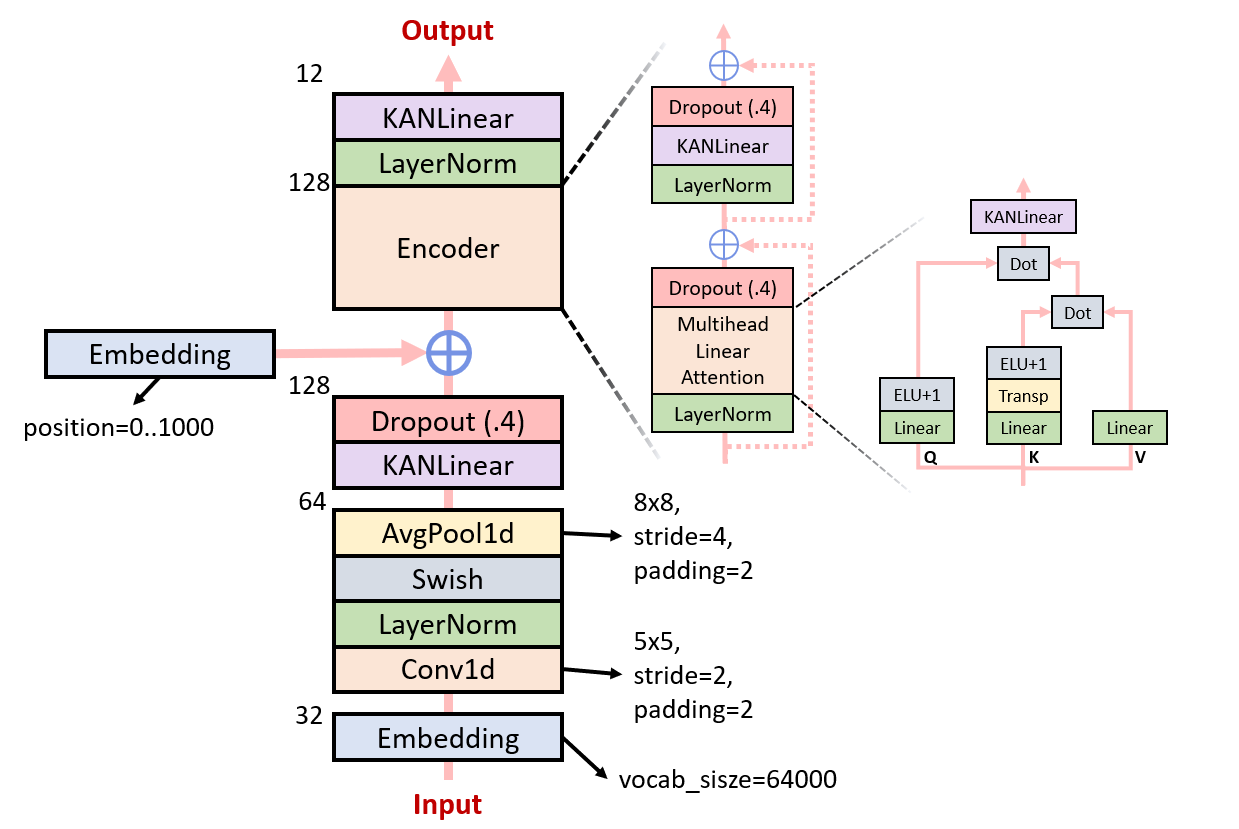 Output
12
KANLinear
LayerNorm
128
Encoder
Embedding
position=0..1000
128
Dropout (.4)
KANLinear
64
AvgPool1d
8x8,
stride=4,
padding=2
Swish
LayerNorm
Conv1d
5x5,
stride=2,
padding=2
32
Embedding
vocab_sisze=64000
Input
Dropout (.4)
KANLinear
LayerNorm
Dropout (.4)
Multihead
Linear
Attention
LayerNorm
KANLinear
Dot
Dot
ELU+1
Linear
Q
ELU+1
Transp
Linear
K
Linear
V